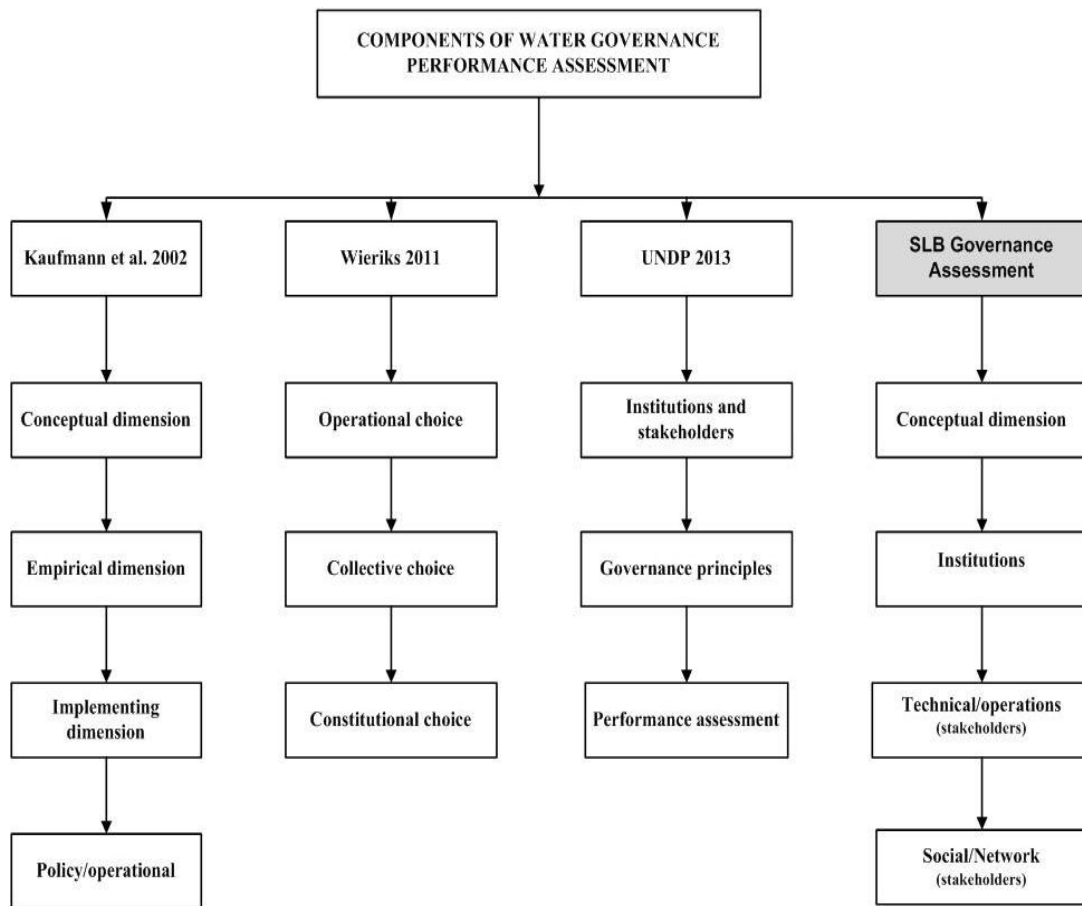 COMPONENTS OF WATER GOVERNANCE
PERFORMANCE ASSESSMENT
Kaufmann et al. 2002
Wieriks 2011
UNDP 2013
SLB Governance
Assessment
Conceptual dimension
Operational choice
Institutions and
stakeholders
Conceptual dimension
Empirical dimension
Collective choice
Governance principles
Institutions
Implementing
dimension
Constitutional choice
Performance assessment
Technical/operations
(stakeholders)
Policy/operational
Social/Network
(stakeholders)